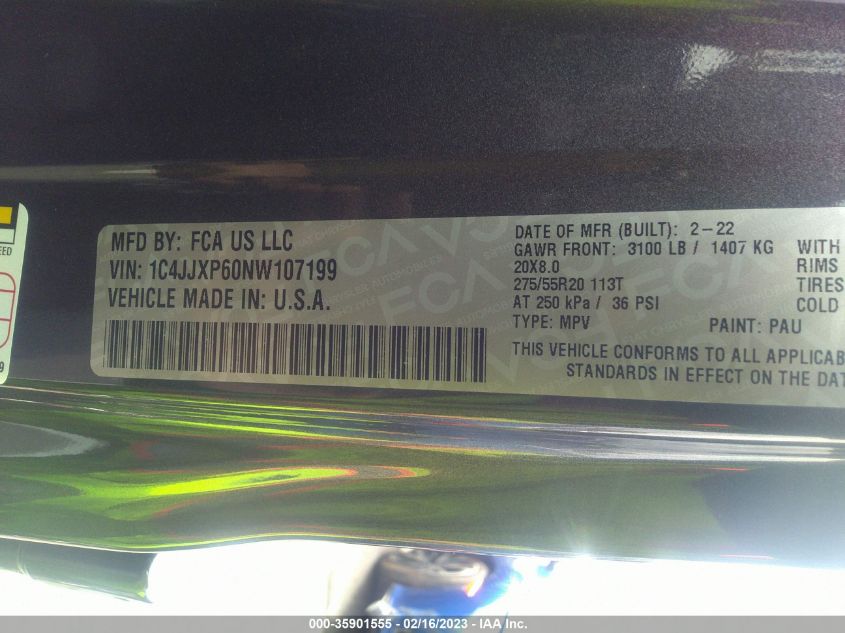 MFD BY: FCA US LLC
VIN: 1C4JJXP60NW107199
VEHICLE MADE IN: U.S.A.
DATE OF MFR (BUILT): 2-22
GAWR FRONT: 3100 LB / 1407 KG WITH
20X8.0 RIMS
275/55R20 113T TIRES
AT 250 kPa / 36 PSI COLD
TYPE: MPV PAINT: PAU
THIS VEHICLE CONFORMS TO ALL APPLICAB
STANDARDS IN EFFECT ON THE DAT
9
000-35901555 - 02/16/2023 - IAA Inc.